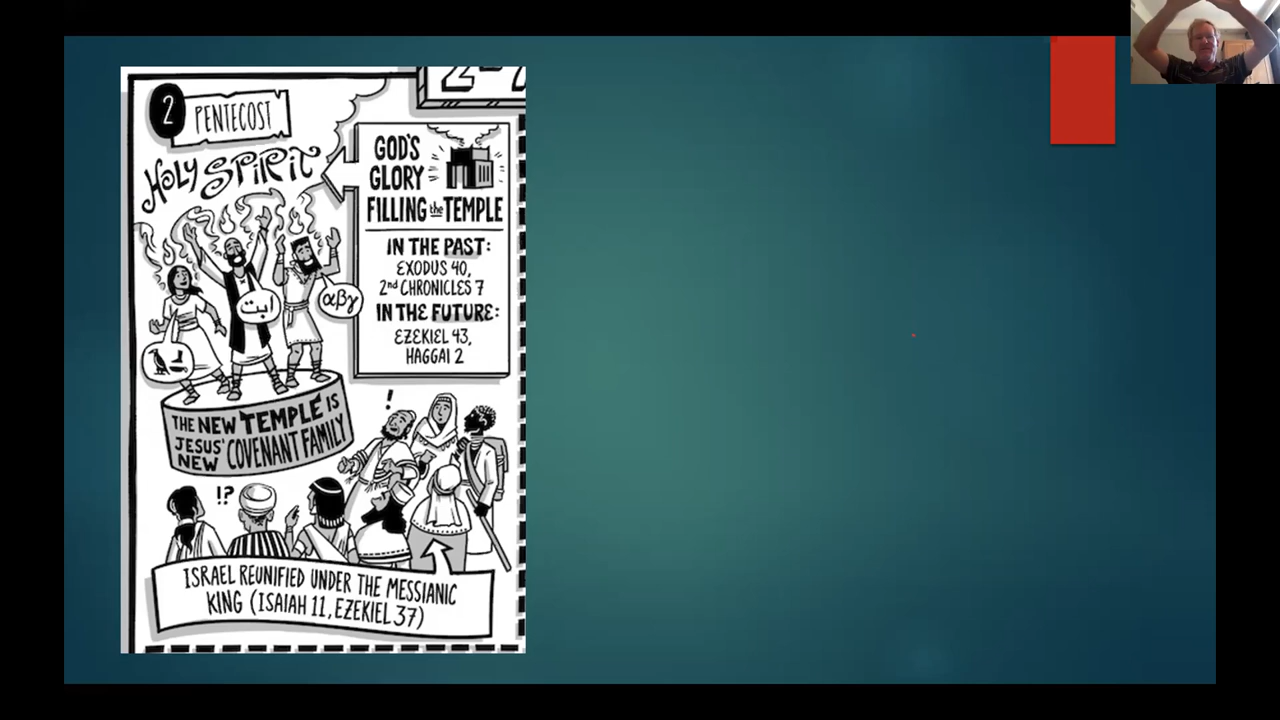 2
PENTECOST
HOLY SPIRIT
GOD'S
GLORY
FILLING the TEMPLE
IN THE PAST:
EXODUS 40,
2nd CHRONICLES 7
IN THE FUTURE:
EZEKIEL 43,
HAGGAI 2
ابت
αβγ
THE NEW TEMPLE IS
JESUS'
NEW COVENANT FAMILY
!
!?
ISRAEL REUNIFIED UNDER THE MESSIANIC
KING (ISAIAH 11, EZEKIEL 37)